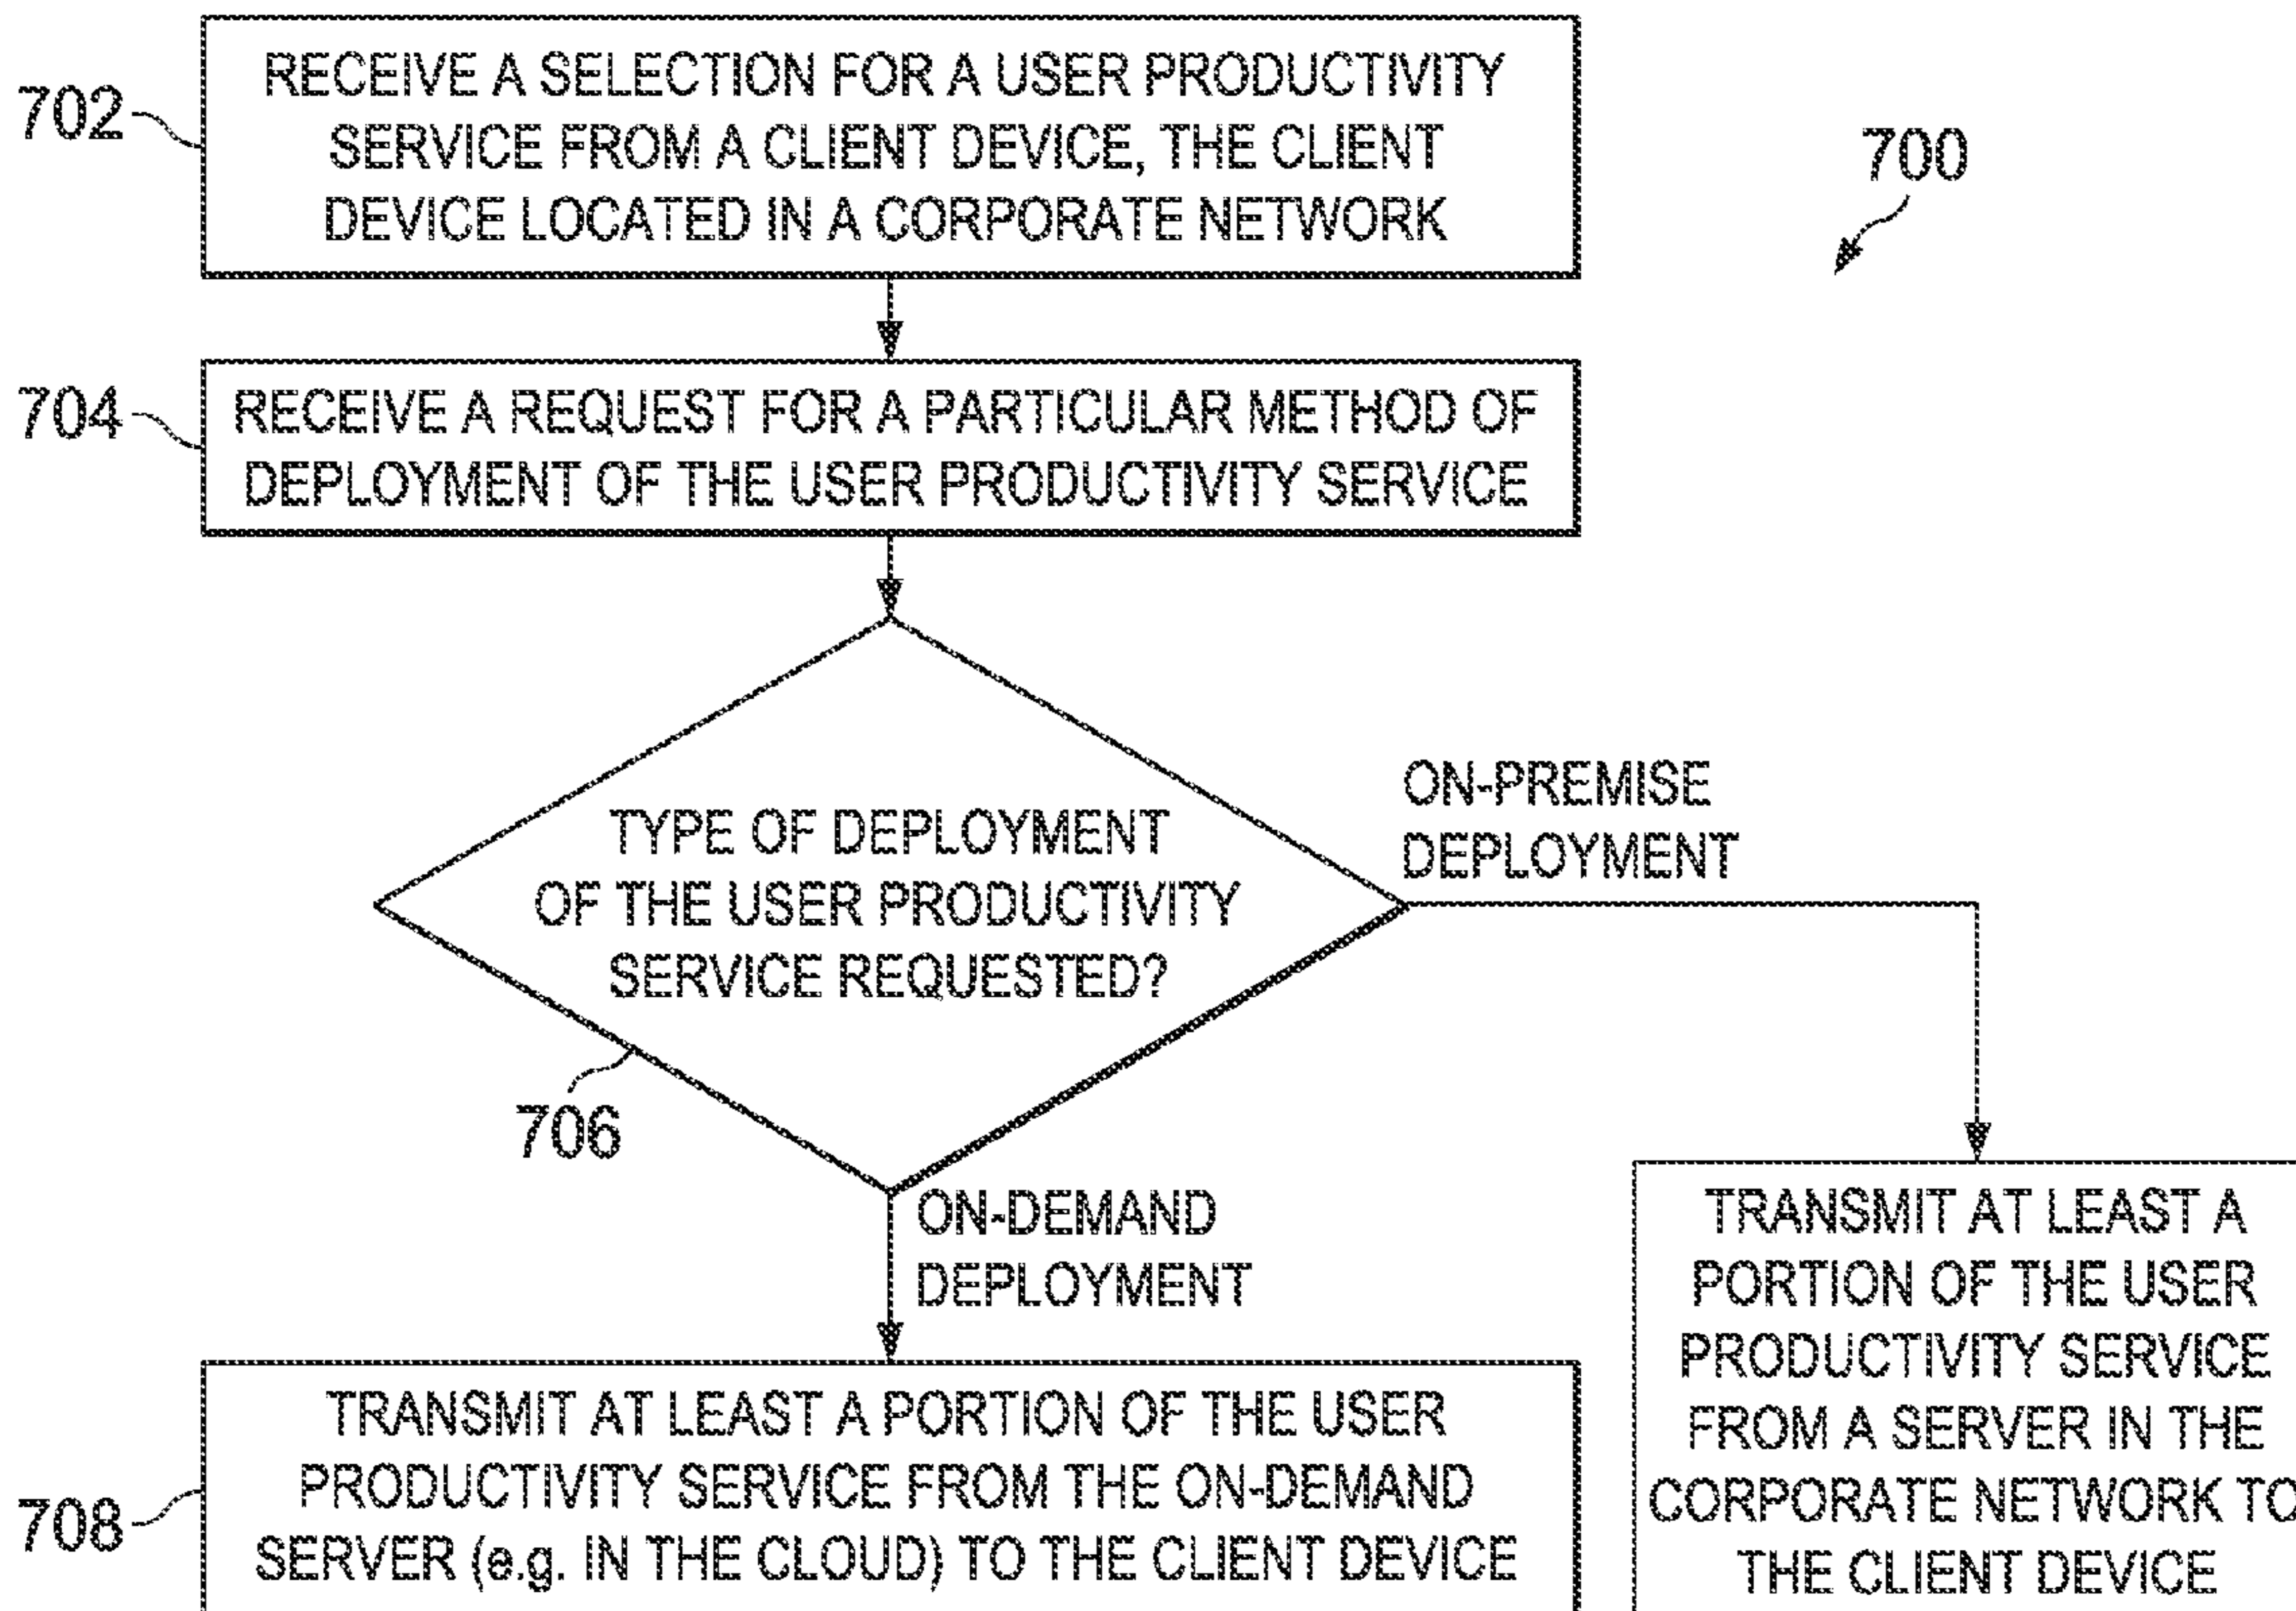 702
RECEIVE A SELECTION FOR A USER PRODUCTIVITY
SERVICE FROM A CLIENT DEVICE, THE CLIENT
DEVICE LOCATED IN A CORPORATE NETWORK
700
704
RECEIVE A REQUEST FOR A PARTICULAR METHOD OF
DEPLOYMENT OF THE USER PRODUCTIVITY SERVICE
TYPE OF DEPLOYMENT
OF THE USER PRODUCTIVITY
SERVICE REQUESTED?
706
ON-PREMISE
DEPLOYMENT
ON-DEMAND
DEPLOYMENT
708
TRANSMIT AT LEAST A PORTION OF THE USER
PRODUCTIVITY SERVICE FROM THE ON-DEMAND
SERVER (e.g. IN THE CLOUD) TO THE CLIENT DEVICE
TRANSMIT AT LEAST A
PORTION OF THE USER
PRODUCTIVITY SERVICE
FROM A SERVER IN THE
CORPORATE NETWORK TO
THE CLIENT DEVICE